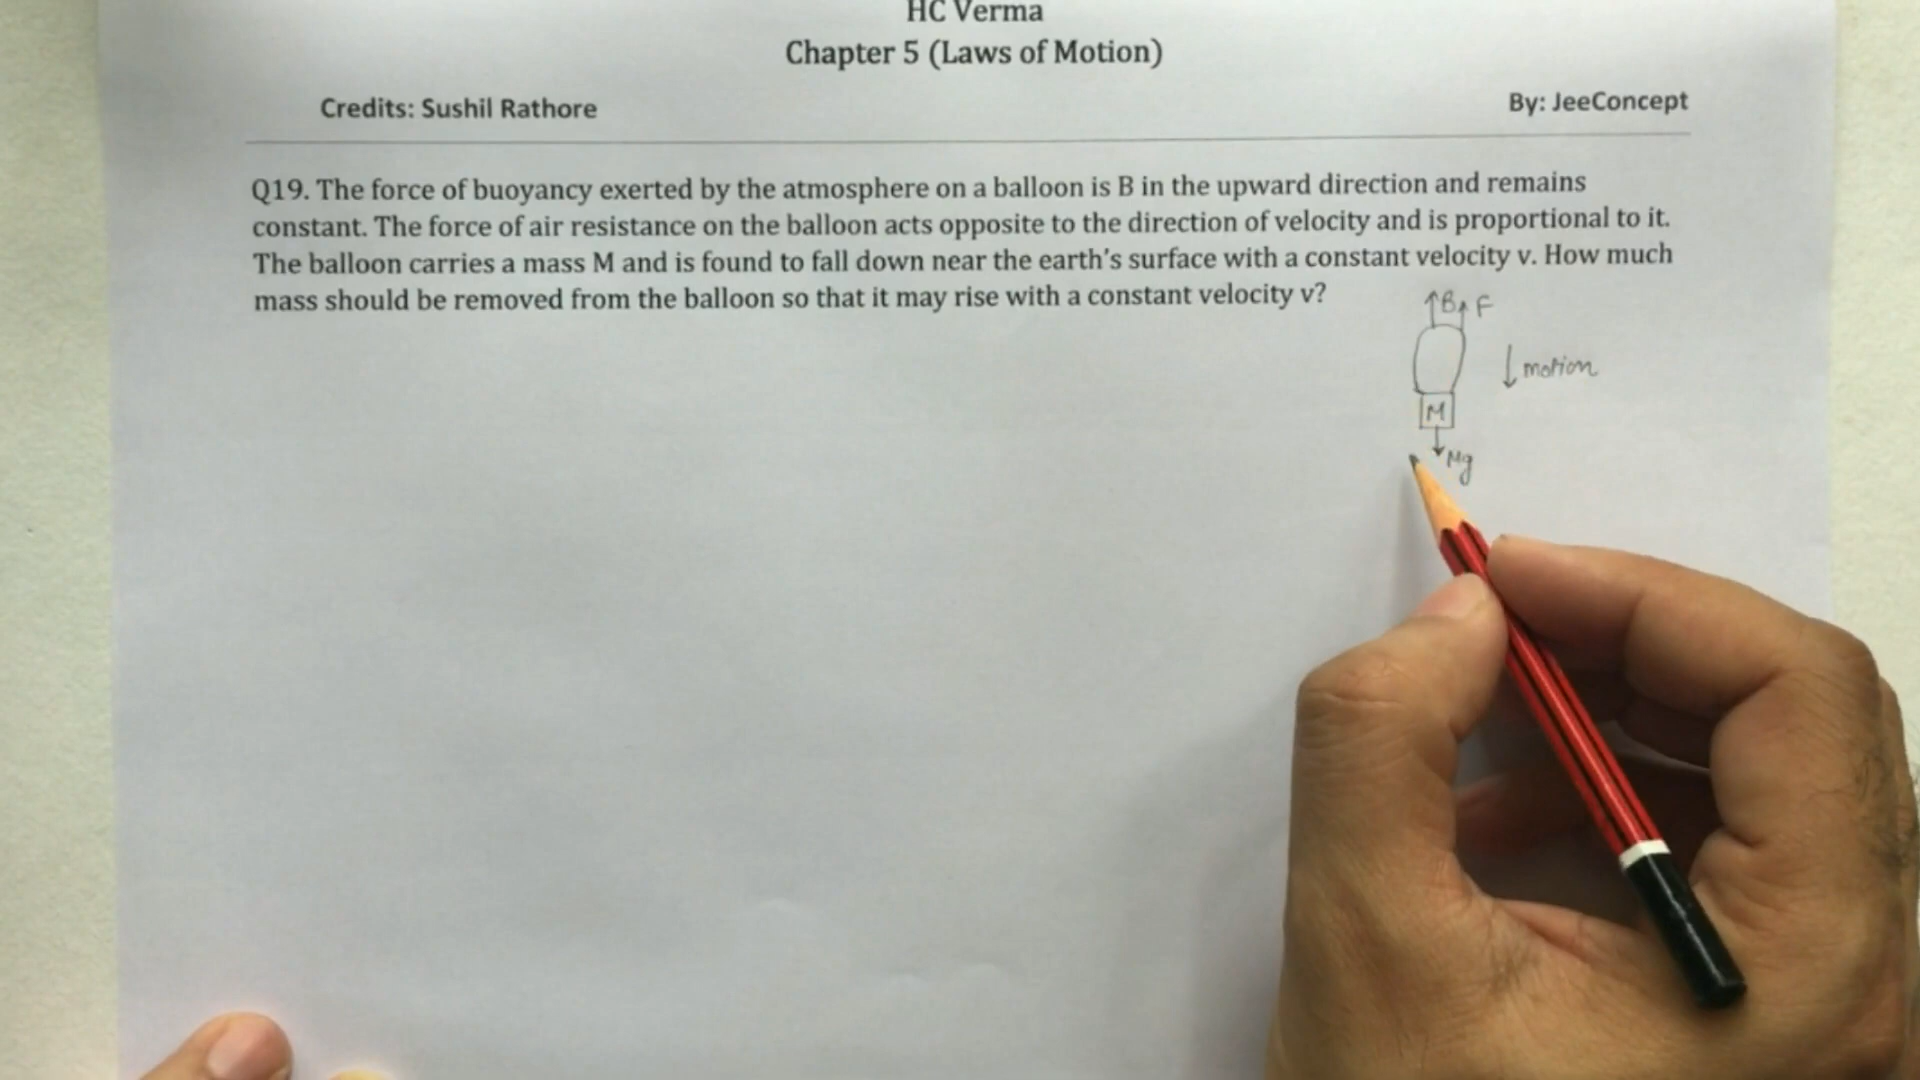 HC Verma
Chapter 5 (Laws of Motion)
Credits: Sushil Rathore
By: JeeConcept
Q19. The force of buoyancy exerted by the atmosphere on a balloon is B in the upward direction and remains
constant. The force of air resistance on the balloon acts opposite to the direction of velocity and is proportional to it.
The balloon carries a mass M and is found to fall down near the earth's surface with a constant velocity v. How much
mass should be removed from the balloon so that it may rise with a constant velocity v?
B F
motion
M
Mg